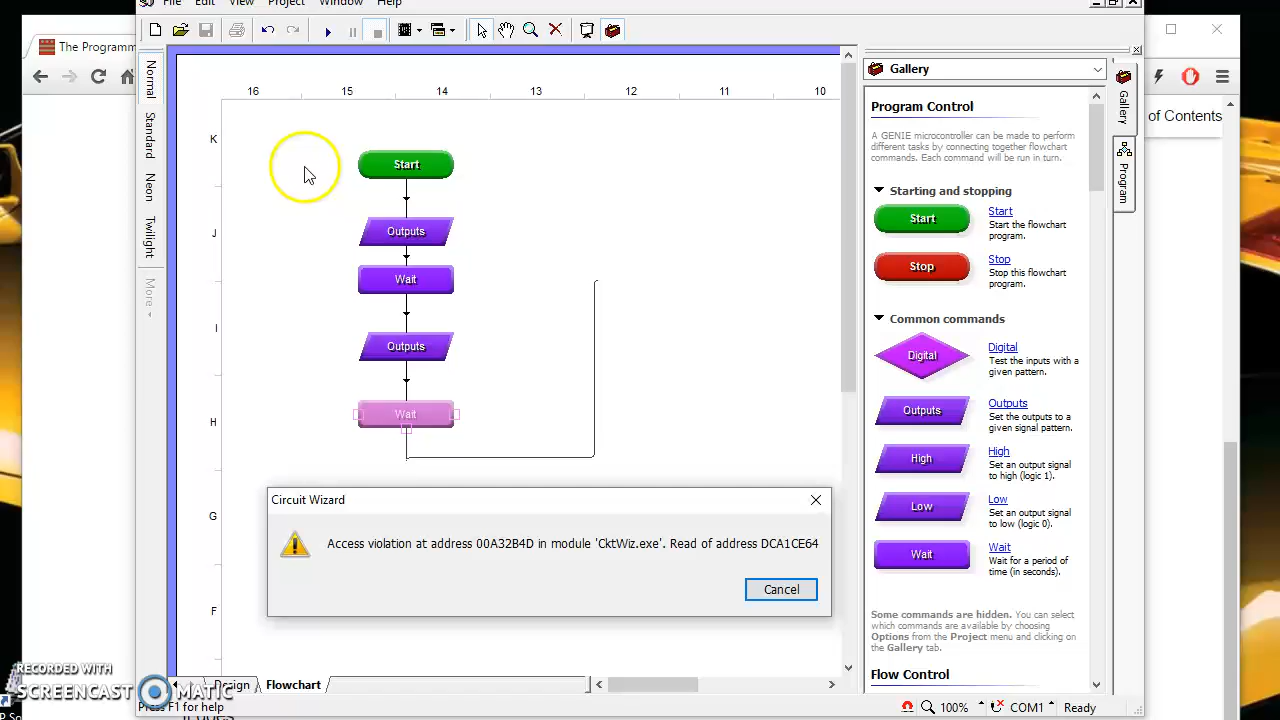 Edit View Project Window Help
The Programm
Normal
Standard
Neon
Twilight
More
16 15 14 13 12 11 10
K
J
I
H
G
F
Start
Outputs
Wait
Outputs
Wait
Gallery
Program Control
A GENIE microcontroller can be made to perform
different tasks by connecting together flowchart
commands. Each command will be run in turn.
Starting and stopping
Start
Start
Start the flowchart
program.
Stop
Stop
Stop this flowchart
program.
Common commands
Digital
Digital
Test the inputs with a
given pattern.
Outputs
Outputs
Set the outputs to a
given signal pattern.
High
High
Set an output signal
to high (logic 1).
Low
Low
Set an output signal
to low (logic 0).
Wait
Wait
Wait for a period of
time (in seconds).
Some commands are hidden. You can select
which commands are available by choosing
Options from the Project menu and clicking on
the Gallery tab.
Flow Control
Gallery
Program
of Contents
Circuit Wizard
Access violation at address 00A32B4D in module 'CktWiz.exe'. Read of address DCA1CE64
Cancel
Design
Flowchart
Press F1 for help
100%
COM1
Ready
RECORDED WITH
SCREENCAST MATIC